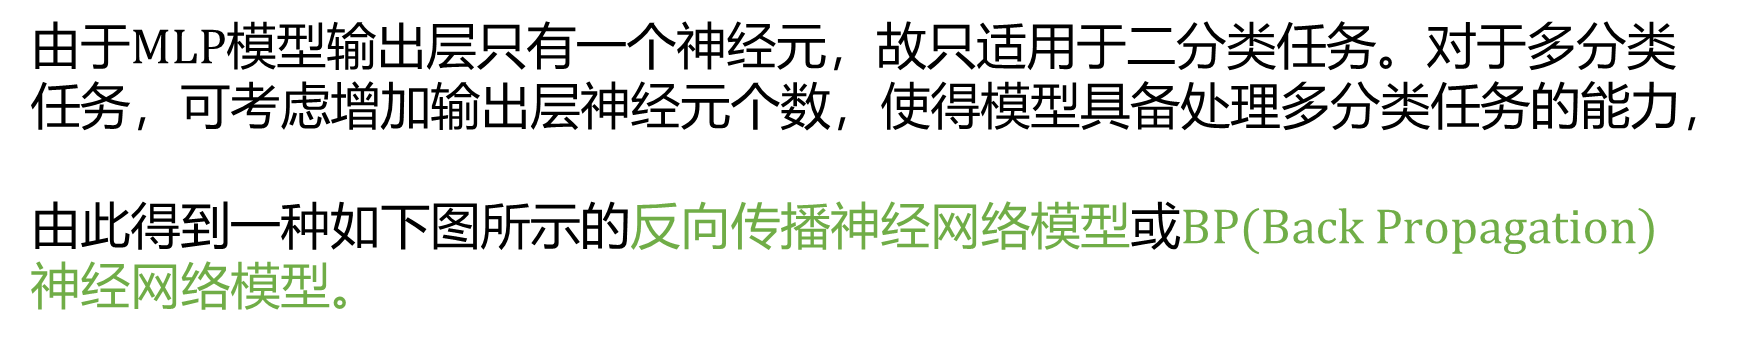 由于MLP模型输出层只有一个神经元，故只适用于二分类任务。对于多分类
任务，可考虑增加输出层神经元个数，使得模型具备处理多分类任务的能力，
由此得到一种如下图所示的反向传播神经网络模型或BP(Back Propagation)
神经网络模型。